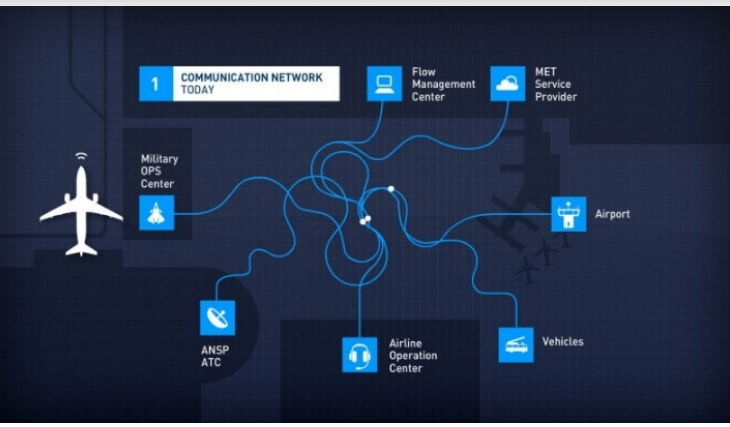 1
COMMUNICATION NETWORK
TODAY
Flow
Management
Center
MET
Service
Provider
Military
OPS
Center
Airport
ANSP
ATC
Airline
Operation
Center
Vehicles